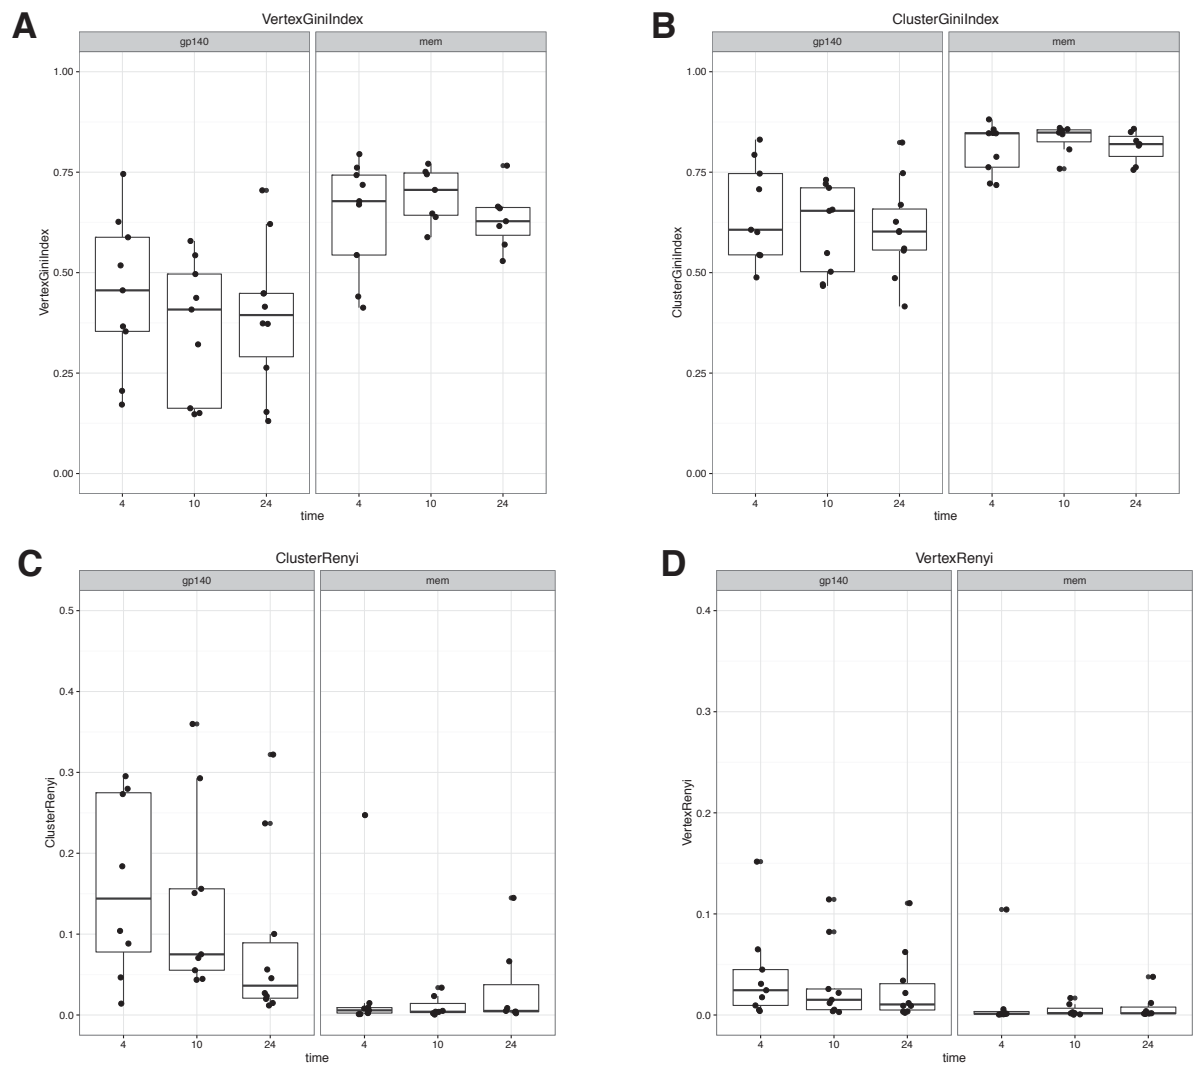 A
VertexGiniIndex
gp140 mem
1.00
0.75
0.50
0.25
0.00
VertexGiniIndex
4 10 24 4 10 24
time
B
ClusterGiniIndex
gp140 mem
1.00
0.75
0.50
0.25
0.00
ClusterGiniIndex
4 10 24 4 10 24
time
C
ClusterRenyi
gp140 mem
0.5
0.4
0.3
0.2
0.1
0.0
ClusterRenyi
4 10 24 4 10 24
time
D
VertexRenyi
gp140 mem
0.4
0.3
0.2
0.1
0.0
VertexRenyi
4 10 24 4 10 24
time